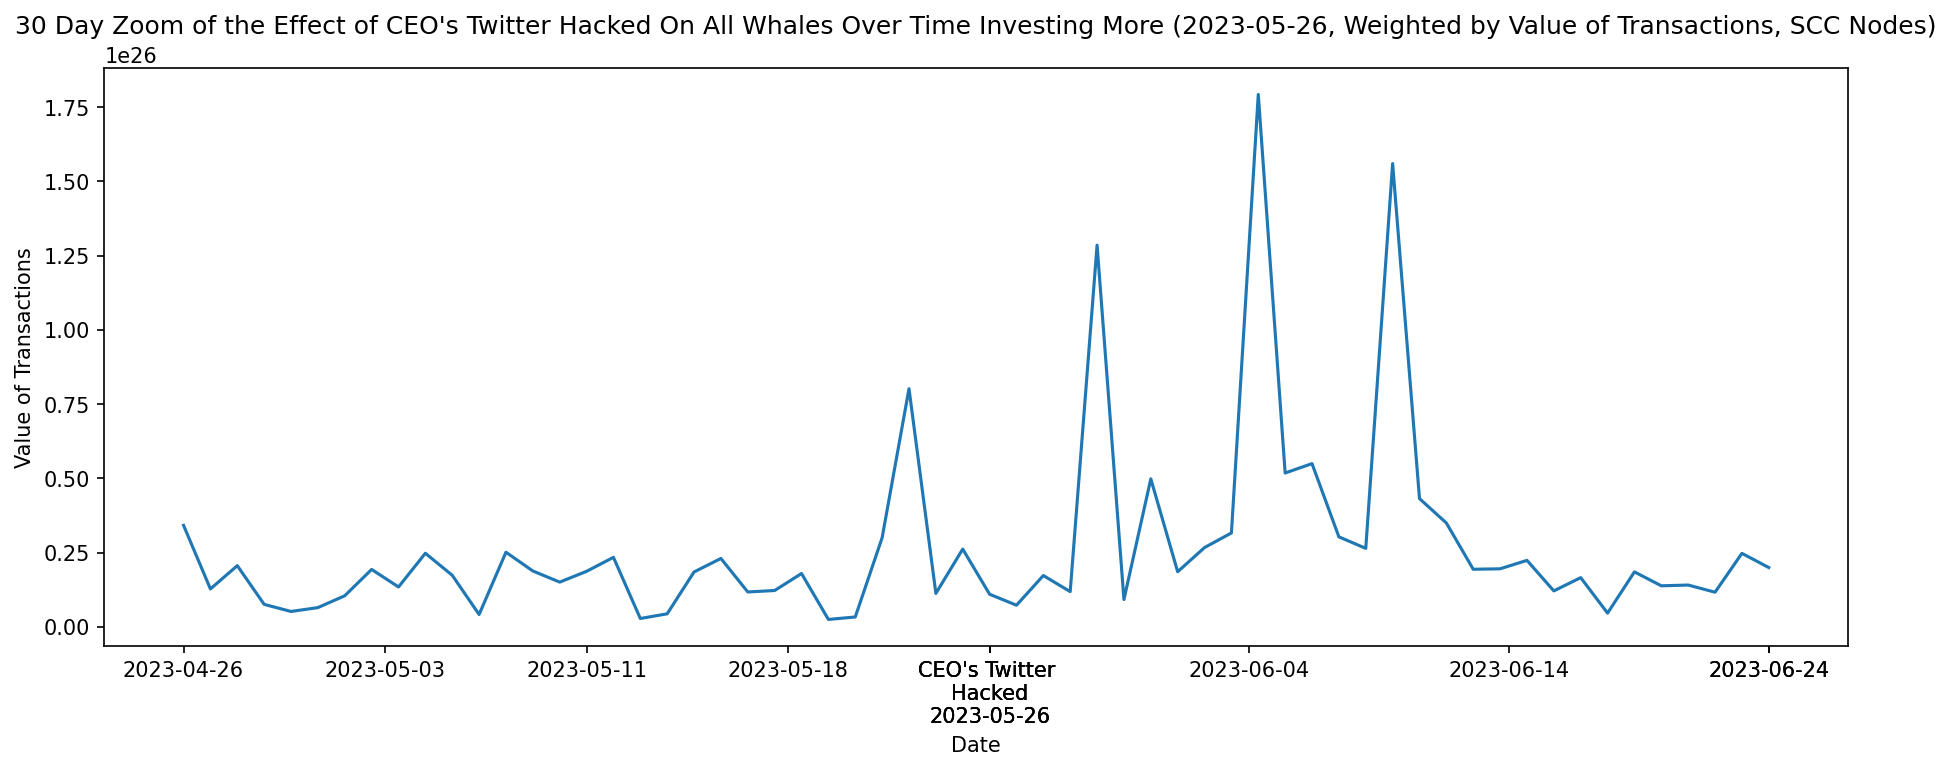 30 Day Zoom of the Effect of CEO's Twitter Hacked On All Whales Over Time Investing More (2023-05-26, Weighted by Value of Transactions, SCC Nodes)
1e26
1.75
1.50
1.25
1.00
0.75
0.50
0.25
0.00
Value of Transactions
2023-04-26
2023-05-03
2023-05-11
2023-05-18
CEO's Twitter
Hacked
2023-05-26
2023-06-04
2023-06-14
2023-06-24
Date